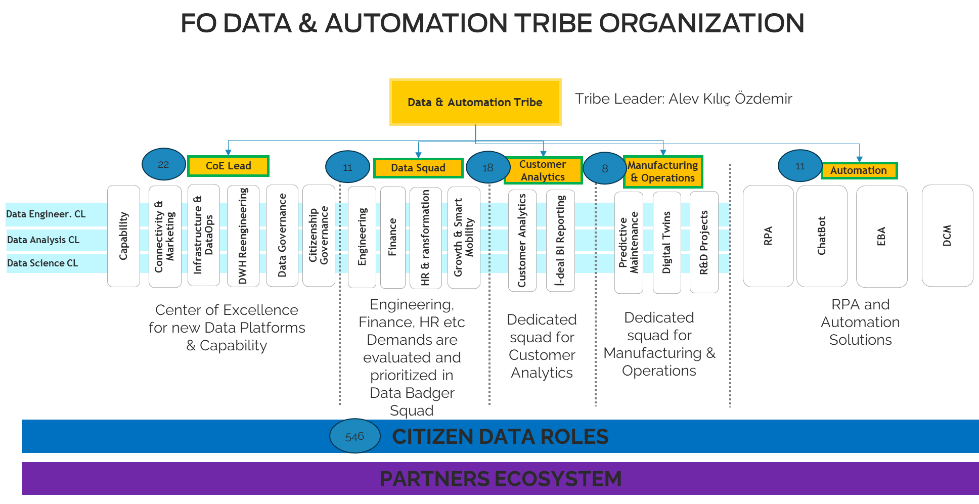 FO DATA & AUTOMATION TRIBE ORGANIZATION
Data & Automation Tribe
Tribe Leader: Alev Kılıç Özdemir
22
CoE Lead
11
Data Squad
18
Customer
Analytics
8
Manufacturing
& Operations
11
Automation
Data Engineer. CL
Data Analysis CL
Data Science CL
Capability
Connectivity &
Marketing
Infrastructure &
DataOps
DWH Reengineering
Data Governance
Citizenship
Governance
Engineering
Finance
HR & ransformation
Growth & Smart
Mobility
Customer Analytics
İ-deal BI Reporting
Predictive
Maintenance
Digital Twins
R&D Projects
RPA
ChatBot
EBA
DCM
Center of Excellence
for new Data Platforms
& Capability
Engineering,
Finance, HR etc
Demands are
evaluated and
prioritized in
Data Badger
Squad
Dedicated
squad for
Customer
Analytics
Dedicated
squad for
Manufacturing &
Operations
RPA and
Automation
Solutions
546
CITIZEN DATA ROLES
PARTNERS ECOSYSTEM